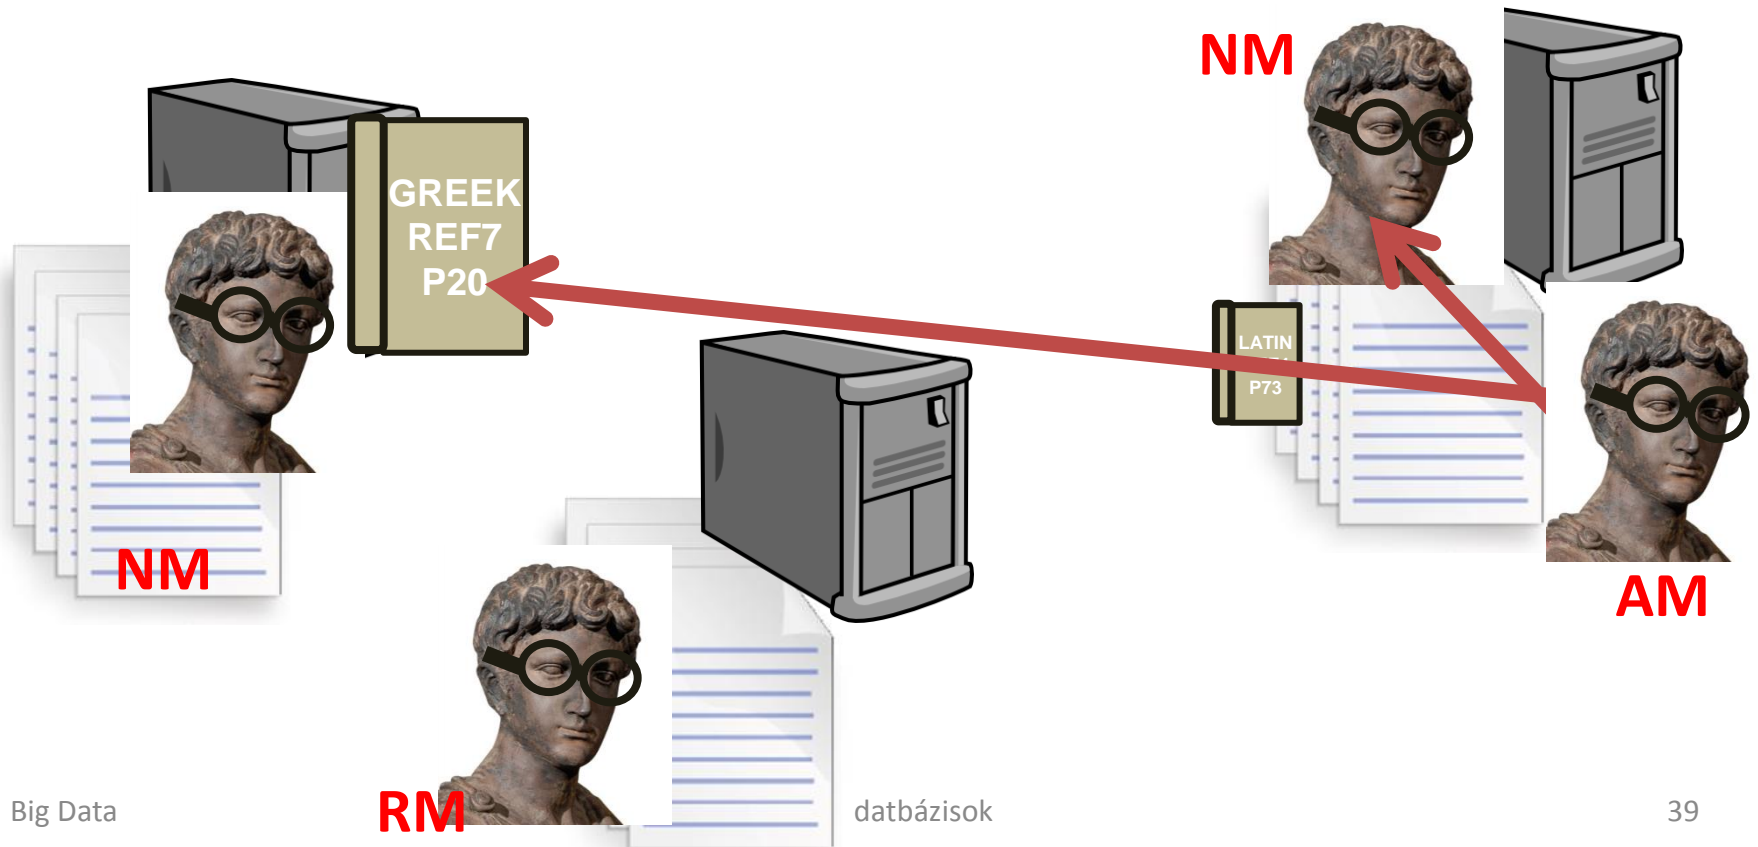 NM
GREEK
REF7
P20
LATIN
P73
NM
AM
RM
Big Data
datbázisok
39